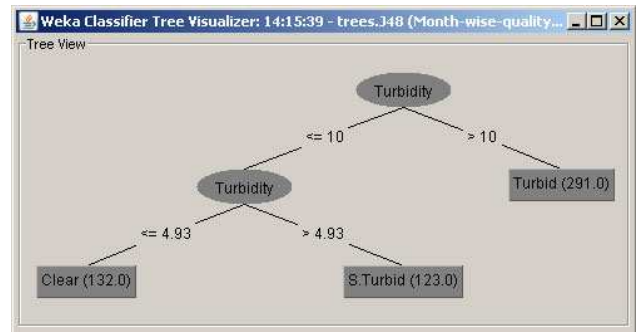 Weka Classifier Tree Visualizer: 14:15:39 - trees.J48 (Month-wise-quality...
Tree View
Turbidity
<= 10
> 10
Turbidity
Turbid (291.0)
<= 4.93
> 4.93
Clear (132.0)
S.Turbid (123.0)